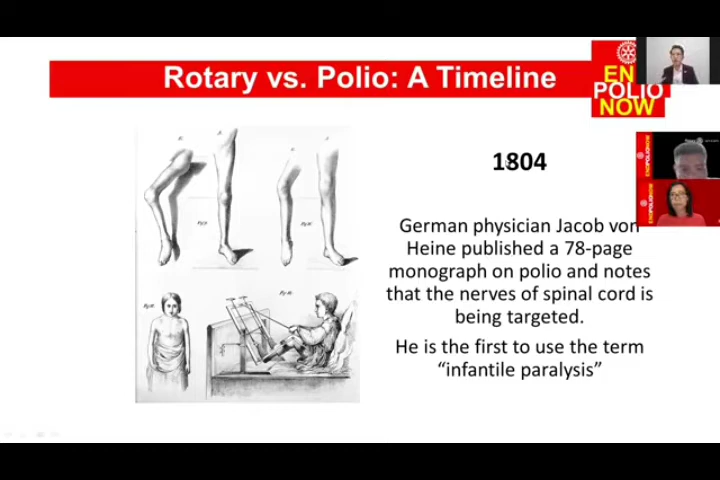 Rotary vs. Polio: A Timeline
EN
POLIO
NOW
1804
German physician Jacob von
Heine published a 78-page
monograph on polio and notes
that the nerves of spinal cord is
being targeted.
He is the first to use the term
“infantile paralysis”